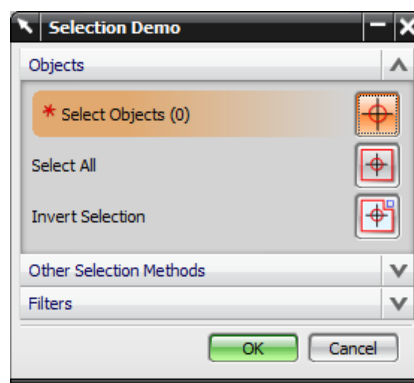 Selection Demo
Objects
* Select Objects (0)
Select All
Invert Selection
Other Selection Methods
Filters
OK Cancel